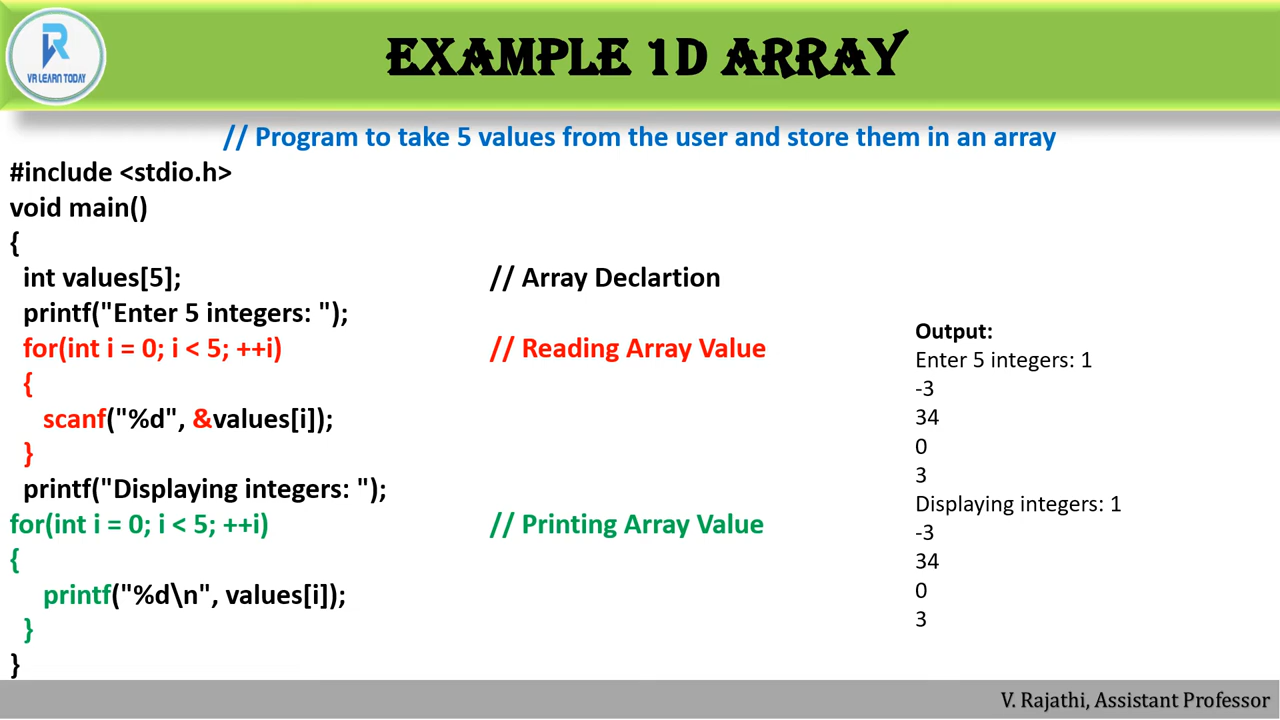 VR LEARN TODAY
EXAMPLE 1D ARRAY
// Program to take 5 values from the user and store them in an array
#include <stdio.h>
void main()
{
int values[5]; // Array Declartion
printf("Enter 5 integers: ");
for(int i = 0; i < 5; ++i) // Reading Array Value
{
scanf("%d", &values[i]);
}
printf("Displaying integers: ");
for(int i = 0; i < 5; ++i) // Printing Array Value
{
printf("%d\n", values[i]);
}
}
Output:
Enter 5 integers: 1
-3
34
0
3
Displaying integers: 1
-3
34
0
3
V. Rajathi, Assistant Professor